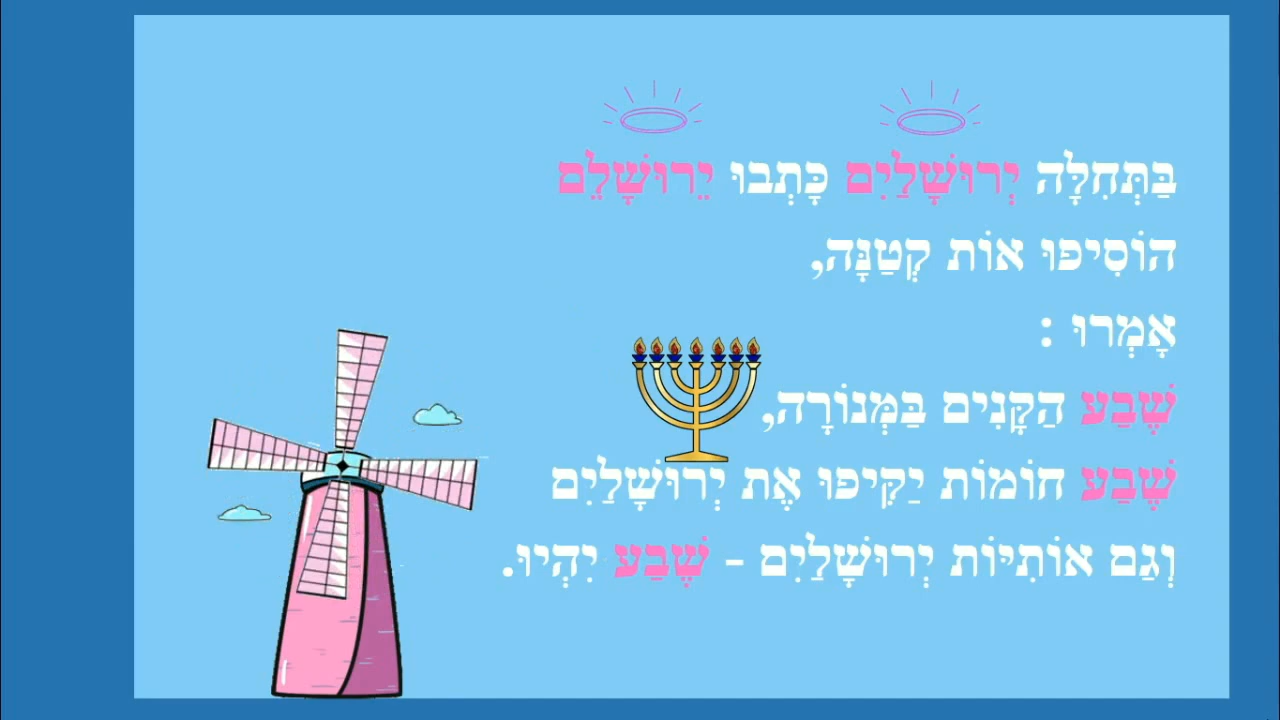 בַּתְּחִלָּה יְרוּשָׁלַיִם כָּתְבוּ יֵרוּשָׁלֵם
הוֹסִיפוּ אוֹת קְטַנָּה,
אָמְרוּ :
שֶׁבַע הַקָּנִים בַּמְּנוֹרָה,
שֶׁבַע חוֹמוֹת יַקִּיפוּ אֶת יְרוּשָׁלַיִם
וְגַם אוֹתִיּוֹת יְרוּשָׁלַיִם - שֶׁבַע יִהְיוּ.